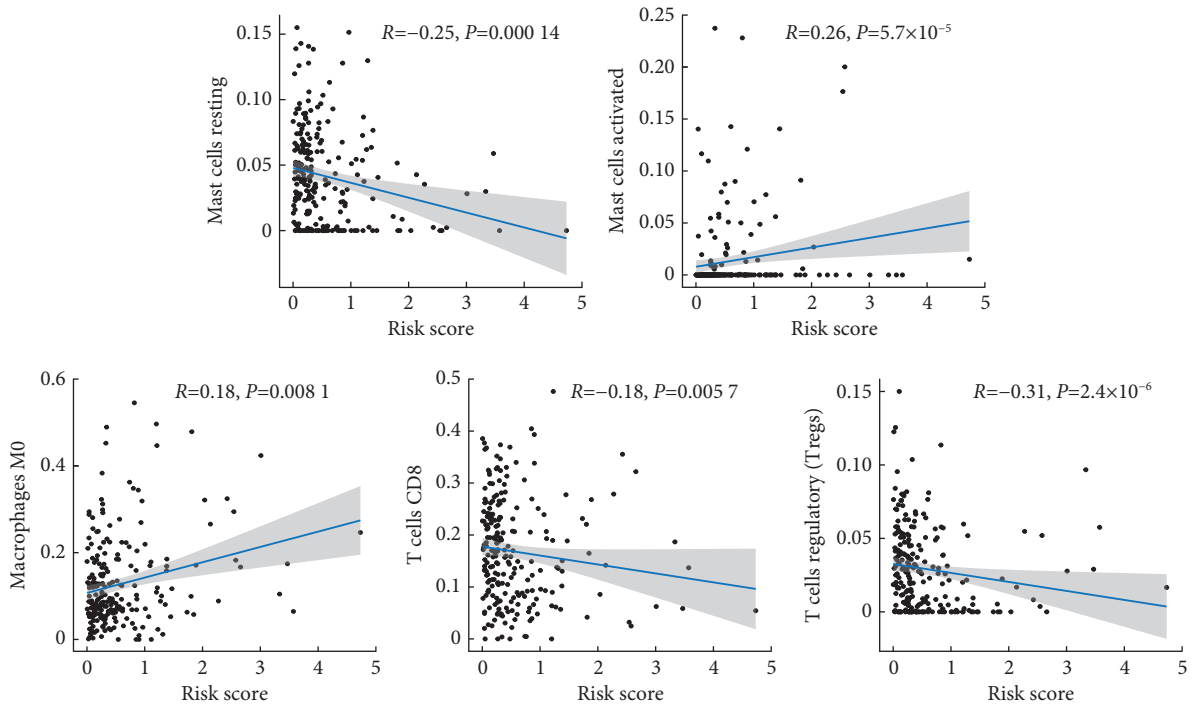 R=−0.25, P=0.000 14
Mast cells resting
0.15
0.10
0.05
0
0 1 2 3 4 5
Risk score
R=0.26, P=5.7×10⁻⁵
Mast cells activated
0.25
0.20
0.15
0.10
0.05
0
0 1 2 3 4 5
Risk score
R=0.18, P=0.008 1
Macrophages M0
0.6
0.4
0.2
0
0 1 2 3 4 5
Risk score
R=−0.18, P=0.005 7
T cells CD8
0.5
0.4
0.3
0.2
0.1
0
0 1 2 3 4 5
Risk score
R=−0.31, P=2.4×10⁻⁶
T cells regulatory (Tregs)
0.15
0.10
0.05
0
0 1 2 3 4 5
Risk score